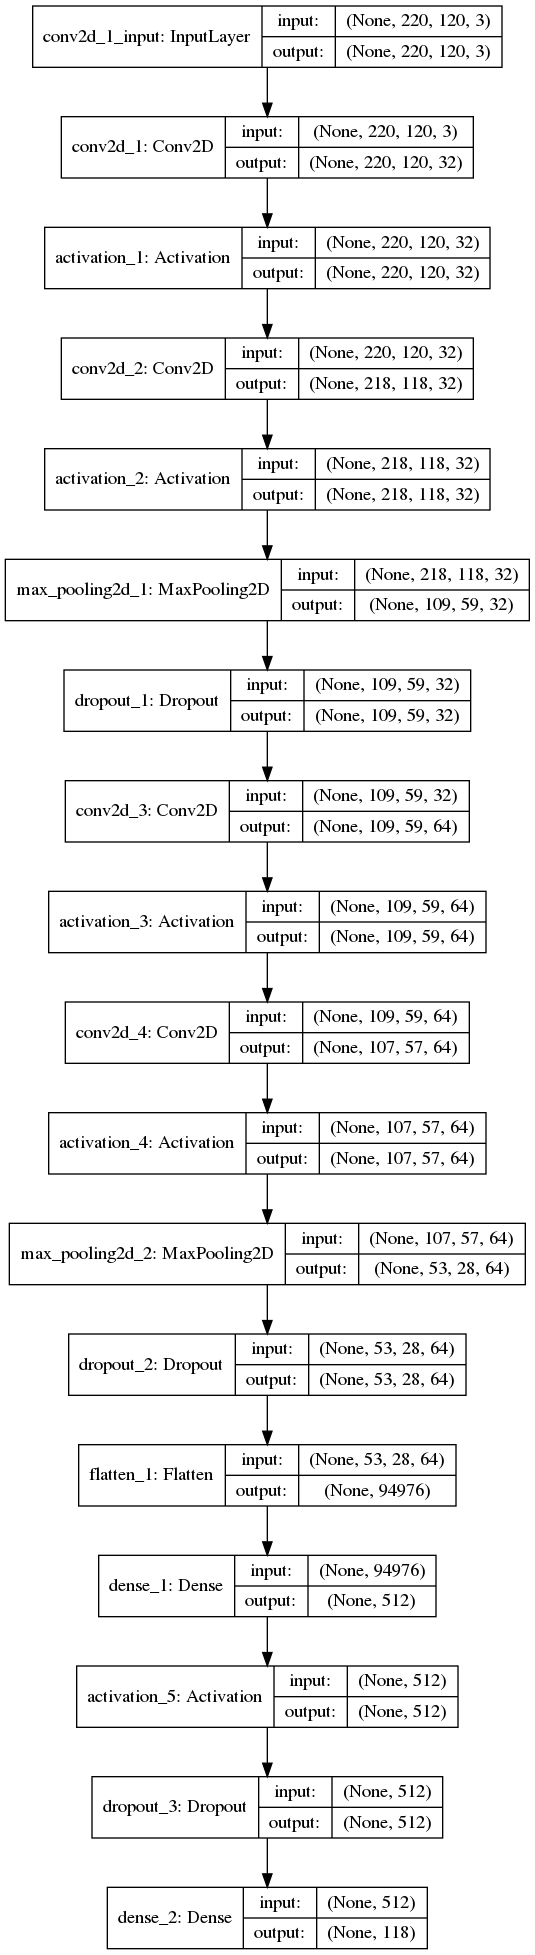 conv2d_1_input: InputLayer
input: (None, 220, 120, 3)
output: (None, 220, 120, 3)
conv2d_1: Conv2D
input: (None, 220, 120, 3)
output: (None, 220, 120, 32)
activation_1: Activation
input: (None, 220, 120, 32)
output: (None, 220, 120, 32)
conv2d_2: Conv2D
input: (None, 220, 120, 32)
output: (None, 218, 118, 32)
activation_2: Activation
input: (None, 218, 118, 32)
output: (None, 218, 118, 32)
max_pooling2d_1: MaxPooling2D
input: (None, 218, 118, 32)
output: (None, 109, 59, 32)
dropout_1: Dropout
input: (None, 109, 59, 32)
output: (None, 109, 59, 32)
conv2d_3: Conv2D
input: (None, 109, 59, 32)
output: (None, 109, 59, 64)
activation_3: Activation
input: (None, 109, 59, 64)
output: (None, 109, 59, 64)
conv2d_4: Conv2D
input: (None, 109, 59, 64)
output: (None, 107, 57, 64)
activation_4: Activation
input: (None, 107, 57, 64)
output: (None, 107, 57, 64)
max_pooling2d_2: MaxPooling2D
input: (None, 107, 57, 64)
output: (None, 53, 28, 64)
dropout_2: Dropout
input: (None, 53, 28, 64)
output: (None, 53, 28, 64)
flatten_1: Flatten
input: (None, 53, 28, 64)
output: (None, 94976)
dense_1: Dense
input: (None, 94976)
output: (None, 512)
activation_5: Activation
input: (None, 512)
output: (None, 512)
dropout_3: Dropout
input: (None, 512)
output: (None, 512)
dense_2: Dense
input: (None, 512)
output: (None, 118)